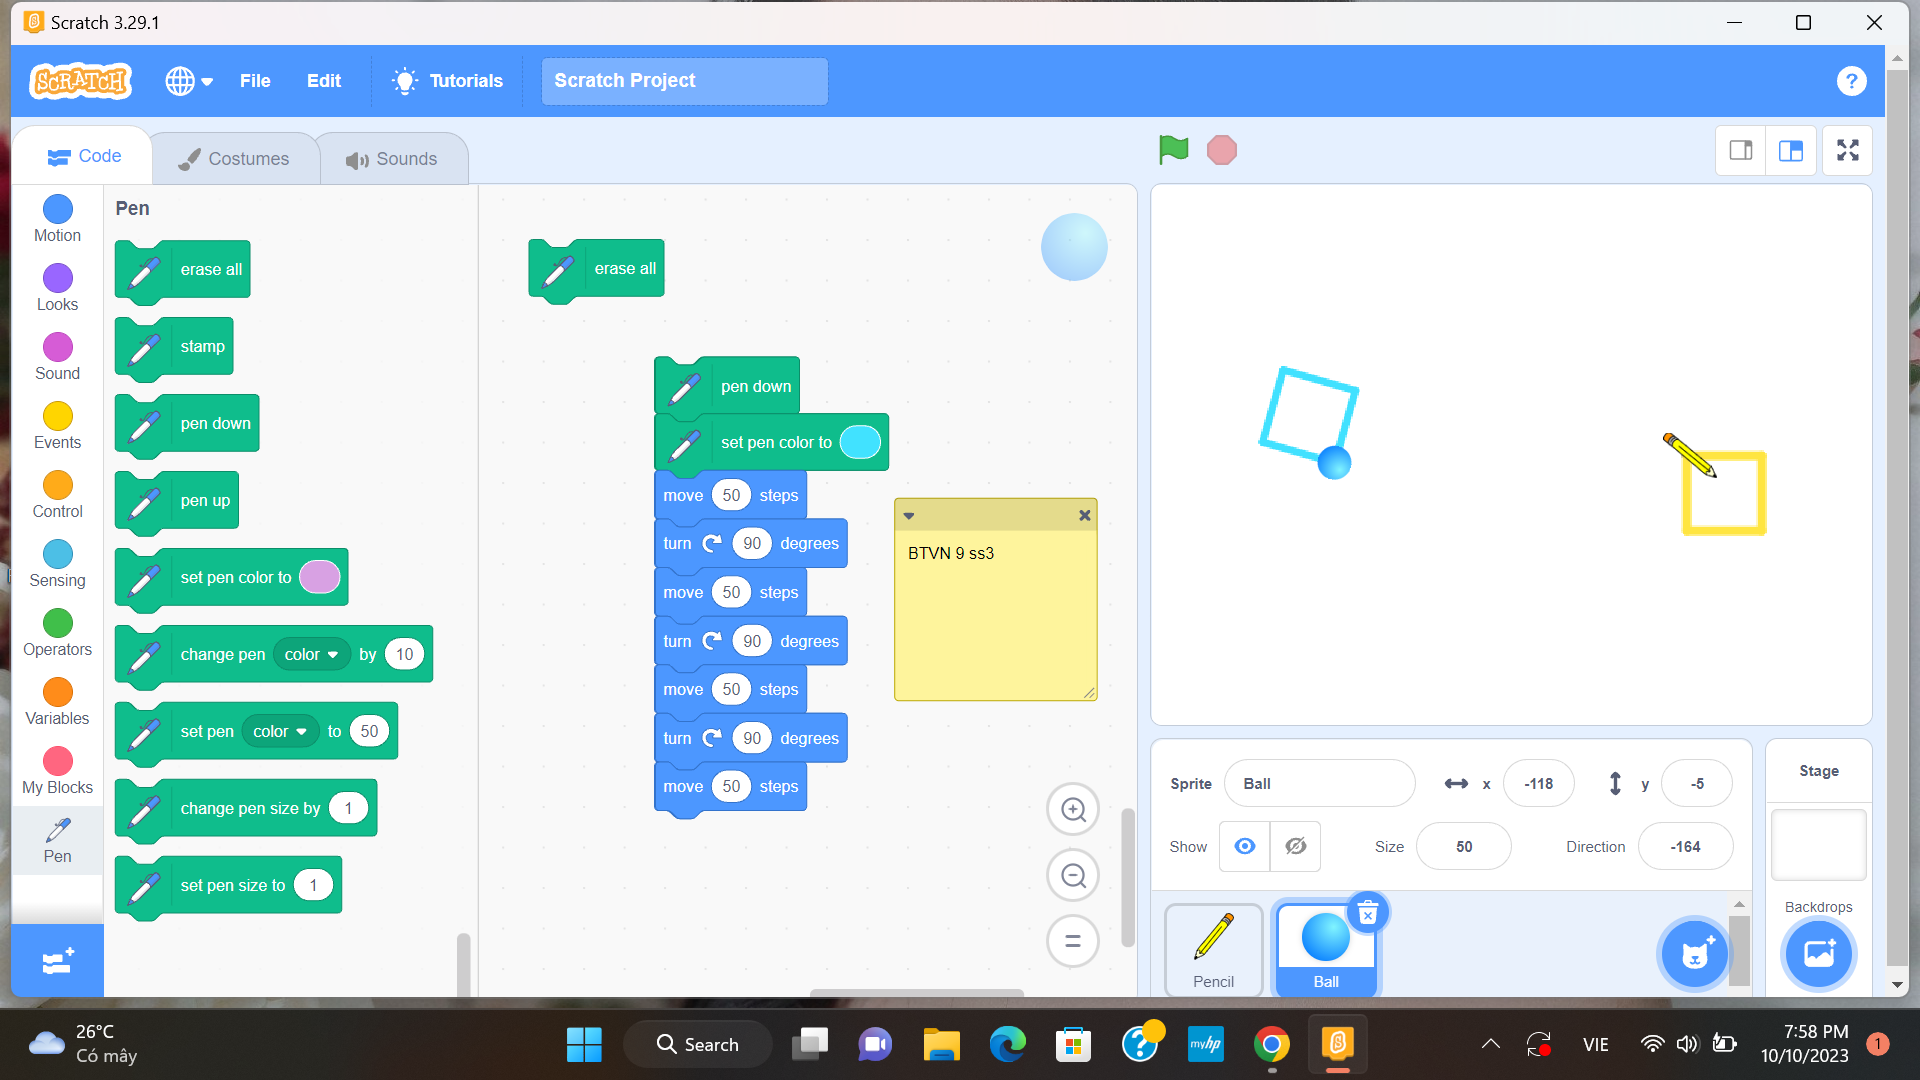 Scratch 3.29.1
SCRATCH
File
Edit
Tutorials
Scratch Project
?
Code
Costumes
Sounds
Motion
Looks
Sound
Events
Control
Sensing
Operators
Variables
My Blocks
Pen
Pen
erase all
stamp
pen down
pen up
set pen color to
change pen color by 10
set pen color to 50
change pen size by 1
set pen size to 1
erase all
pen down
set pen color to
move 50 steps
turn 90 degrees
move 50 steps
turn 90 degrees
move 50 steps
turn 90 degrees
move 50 steps
BTVN 9 ss3
Sprite Ball x -118 y -5
Show Size 50 Direction -164
Pencil
Ball
Stage
Backdrops
26°C
Có mây
Search
myhp
VIE
7:58 PM
10/10/2023
1